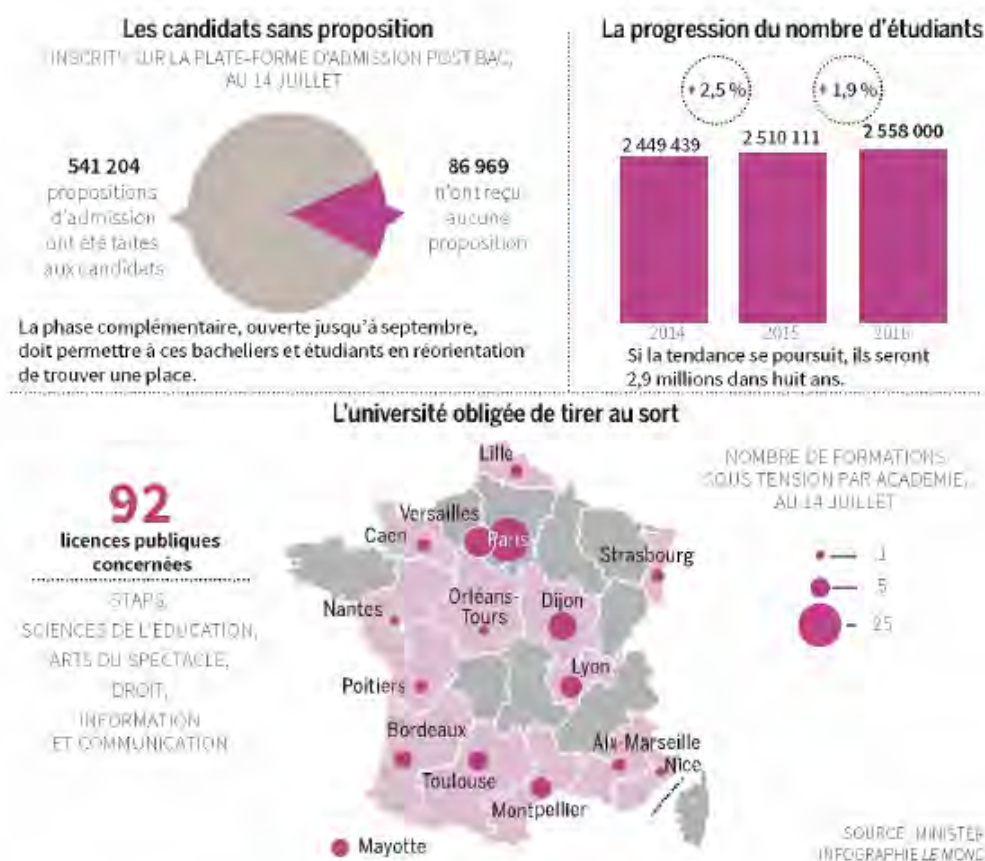 Les candidats sans proposition
INSCRITS SUR LA PLATE-FORME D'ADMISSION POST BAC,
AU 14 JUILLET
541 204
propositions
d'admission
ont été faites
aux candidats
86 969
n'ont reçu
aucune
proposition
La phase complémentaire, ouverte jusqu'à septembre,
doit permettre à ces bacheliers et étudiants en réorientation
de trouver une place.
La progression du nombre d'étudiants
+ 2,5 %
+ 1,9 %
2 449 439
2 510 111
2 558 000
2014
2015
2016
Si la tendance se poursuit, ils seront
2,9 millions dans huit ans.
L'université obligée de tirer au sort
92
licences publiques
concernées
STAPS,
SCIENCES DE L'ÉDUCATION,
ARTS DU SPECTACLE,
DROIT,
INFORMATION
ET COMMUNICATION
Lille
Versailles
Caen
Paris
Strasbourg
Nantes
Orléans-
Tours
Dijon
Poitiers
Lyon
Bordeaux
Toulouse
Aix-Marseille
Nice
Montpellier
Mayotte
NOMBRE DE FORMATIONS
SOUS TENSION PAR ACADÉMIE,
AU 14 JUILLET
1
5
25
SOURCE MINISTÈR
INFOGRAPHIE LE MOND